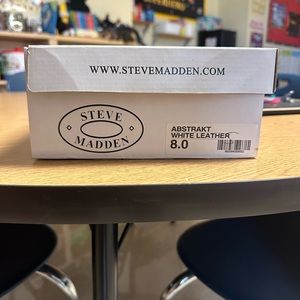 WWW.STEVEMADDEN.COM
STEVE
MADDEN
ABSTRAKT
WHITE LEATHER
8.0